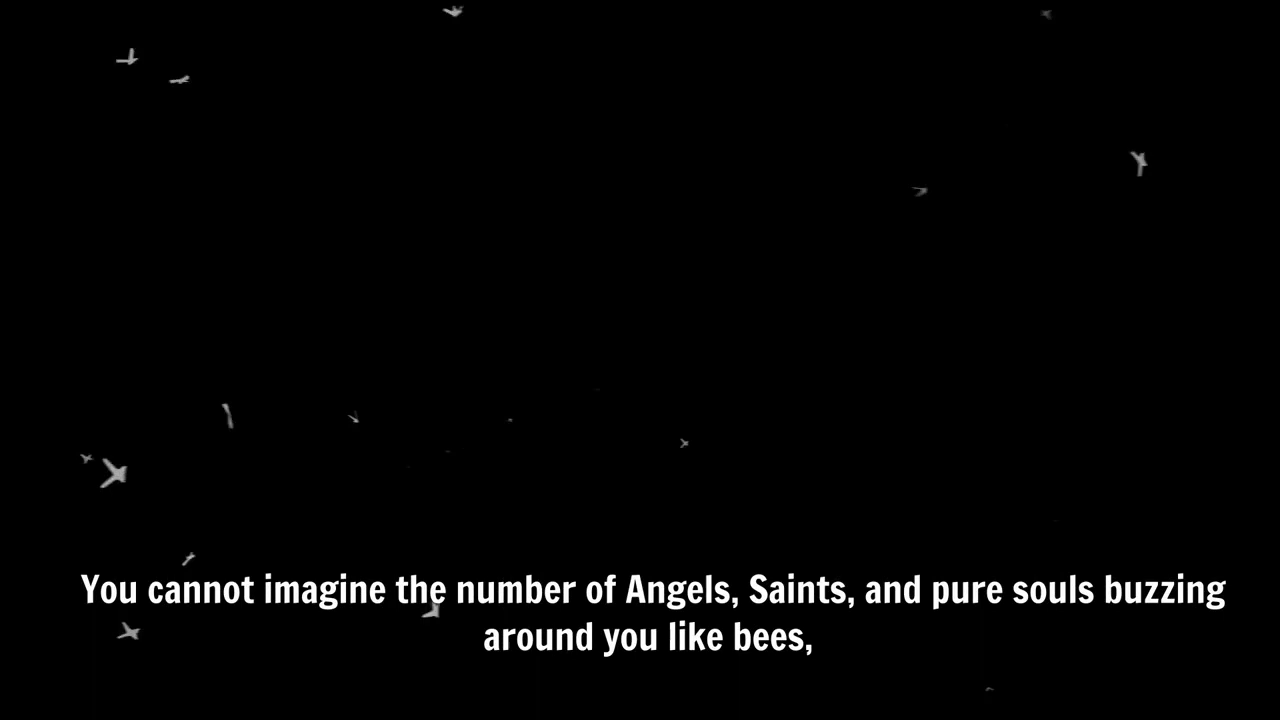 You cannot imagine the number of Angels, Saints, and pure souls buzzing
around you like bees,